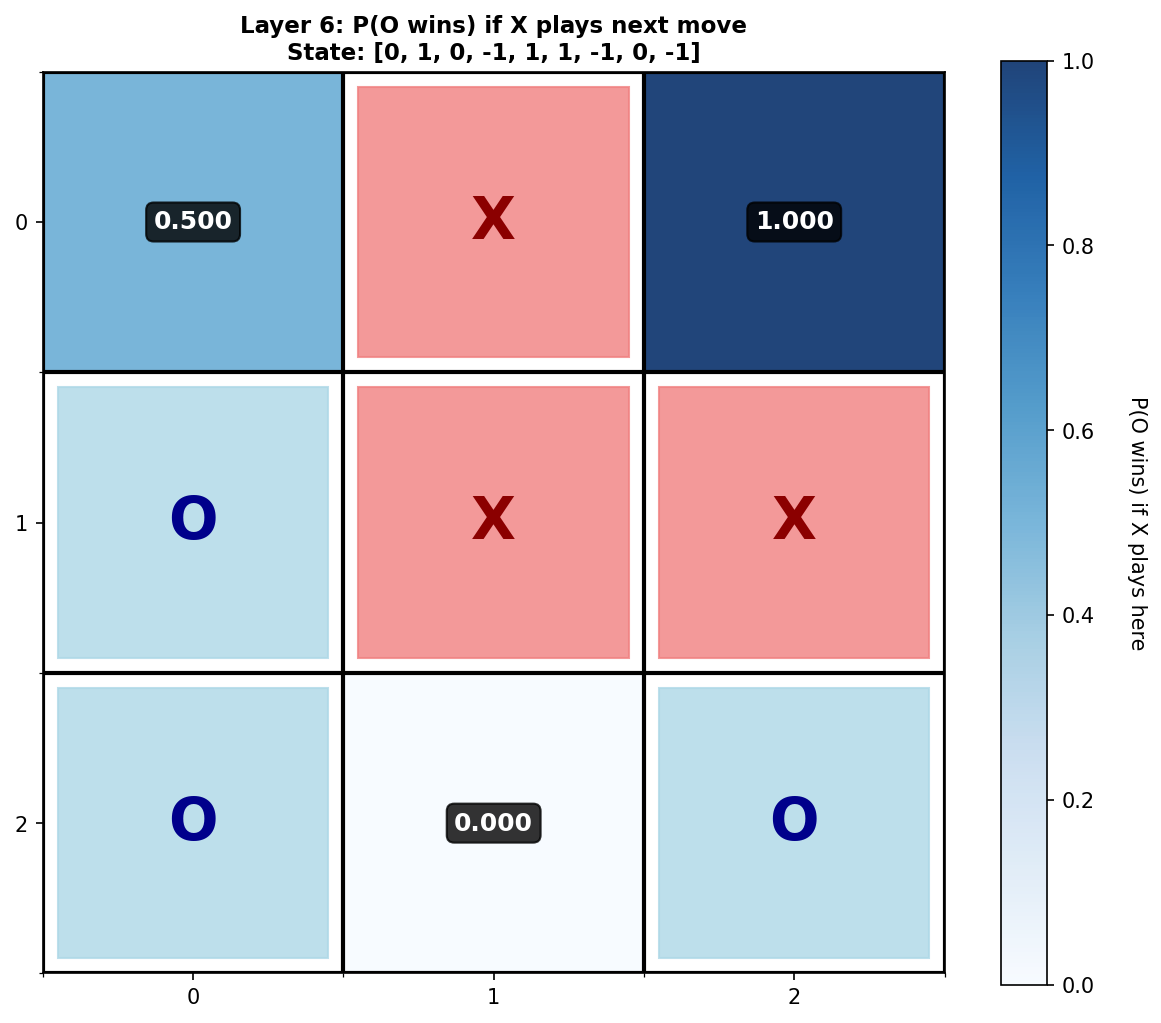 Layer 6: P(O wins) if X plays next move
State: [0, 1, 0, -1, 1, 1, -1, 0, -1]
0.500
X
1.000
O
X
X
O
0.000
O
0
1
2
0
1
2
1.0
0.8
0.6
0.4
0.2
0.0
P(O wins) if X plays here